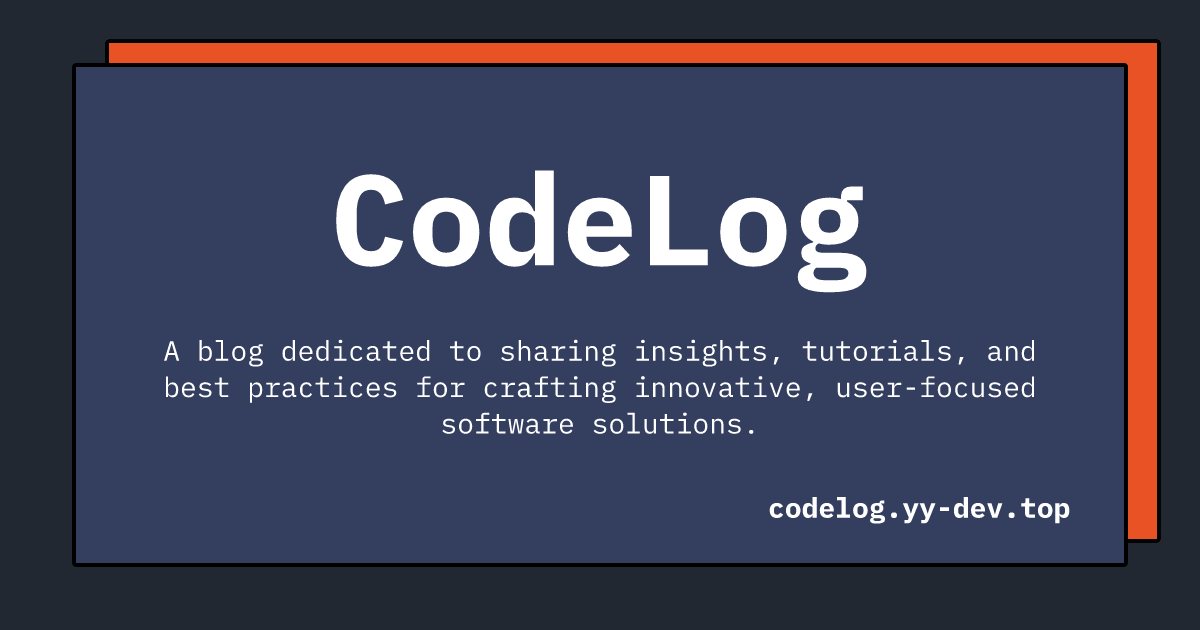 CodeLog
A blog dedicated to sharing insights, tutorials, and
best practices for crafting innovative, user-focused
software solutions.
codelog.yy-dev.top